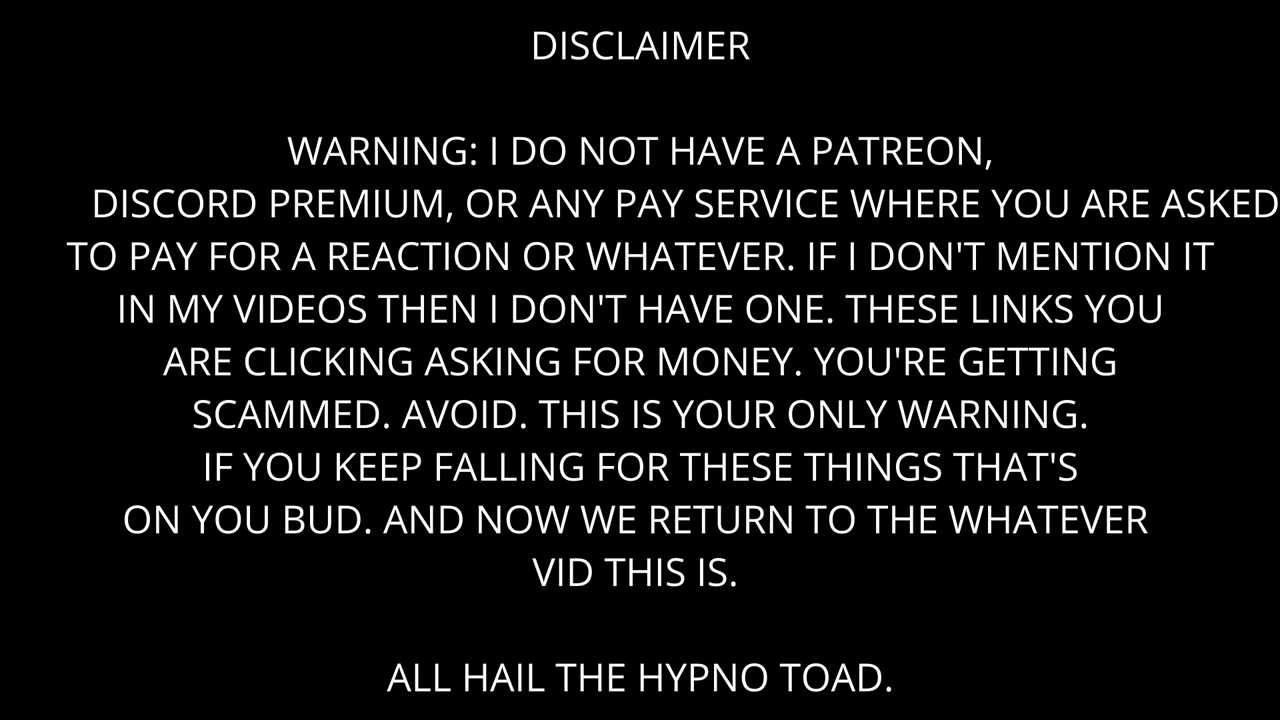 DISCLAIMER
WARNING: I DO NOT HAVE A PATREON,
DISCORD PREMIUM, OR ANY PAY SERVICE WHERE YOU ARE ASKED
TO PAY FOR A REACTION OR WHATEVER. IF I DON'T MENTION IT
IN MY VIDEOS THEN I DON'T HAVE ONE. THESE LINKS YOU
ARE CLICKING ASKING FOR MONEY. YOU'RE GETTING
SCAMMED. AVOID. THIS IS YOUR ONLY WARNING.
IF YOU KEEP FALLING FOR THESE THINGS THAT'S
ON YOU BUD. AND NOW WE RETURN TO THE WHATEVER
VID THIS IS.
ALL HAIL THE HYPNO TOAD.